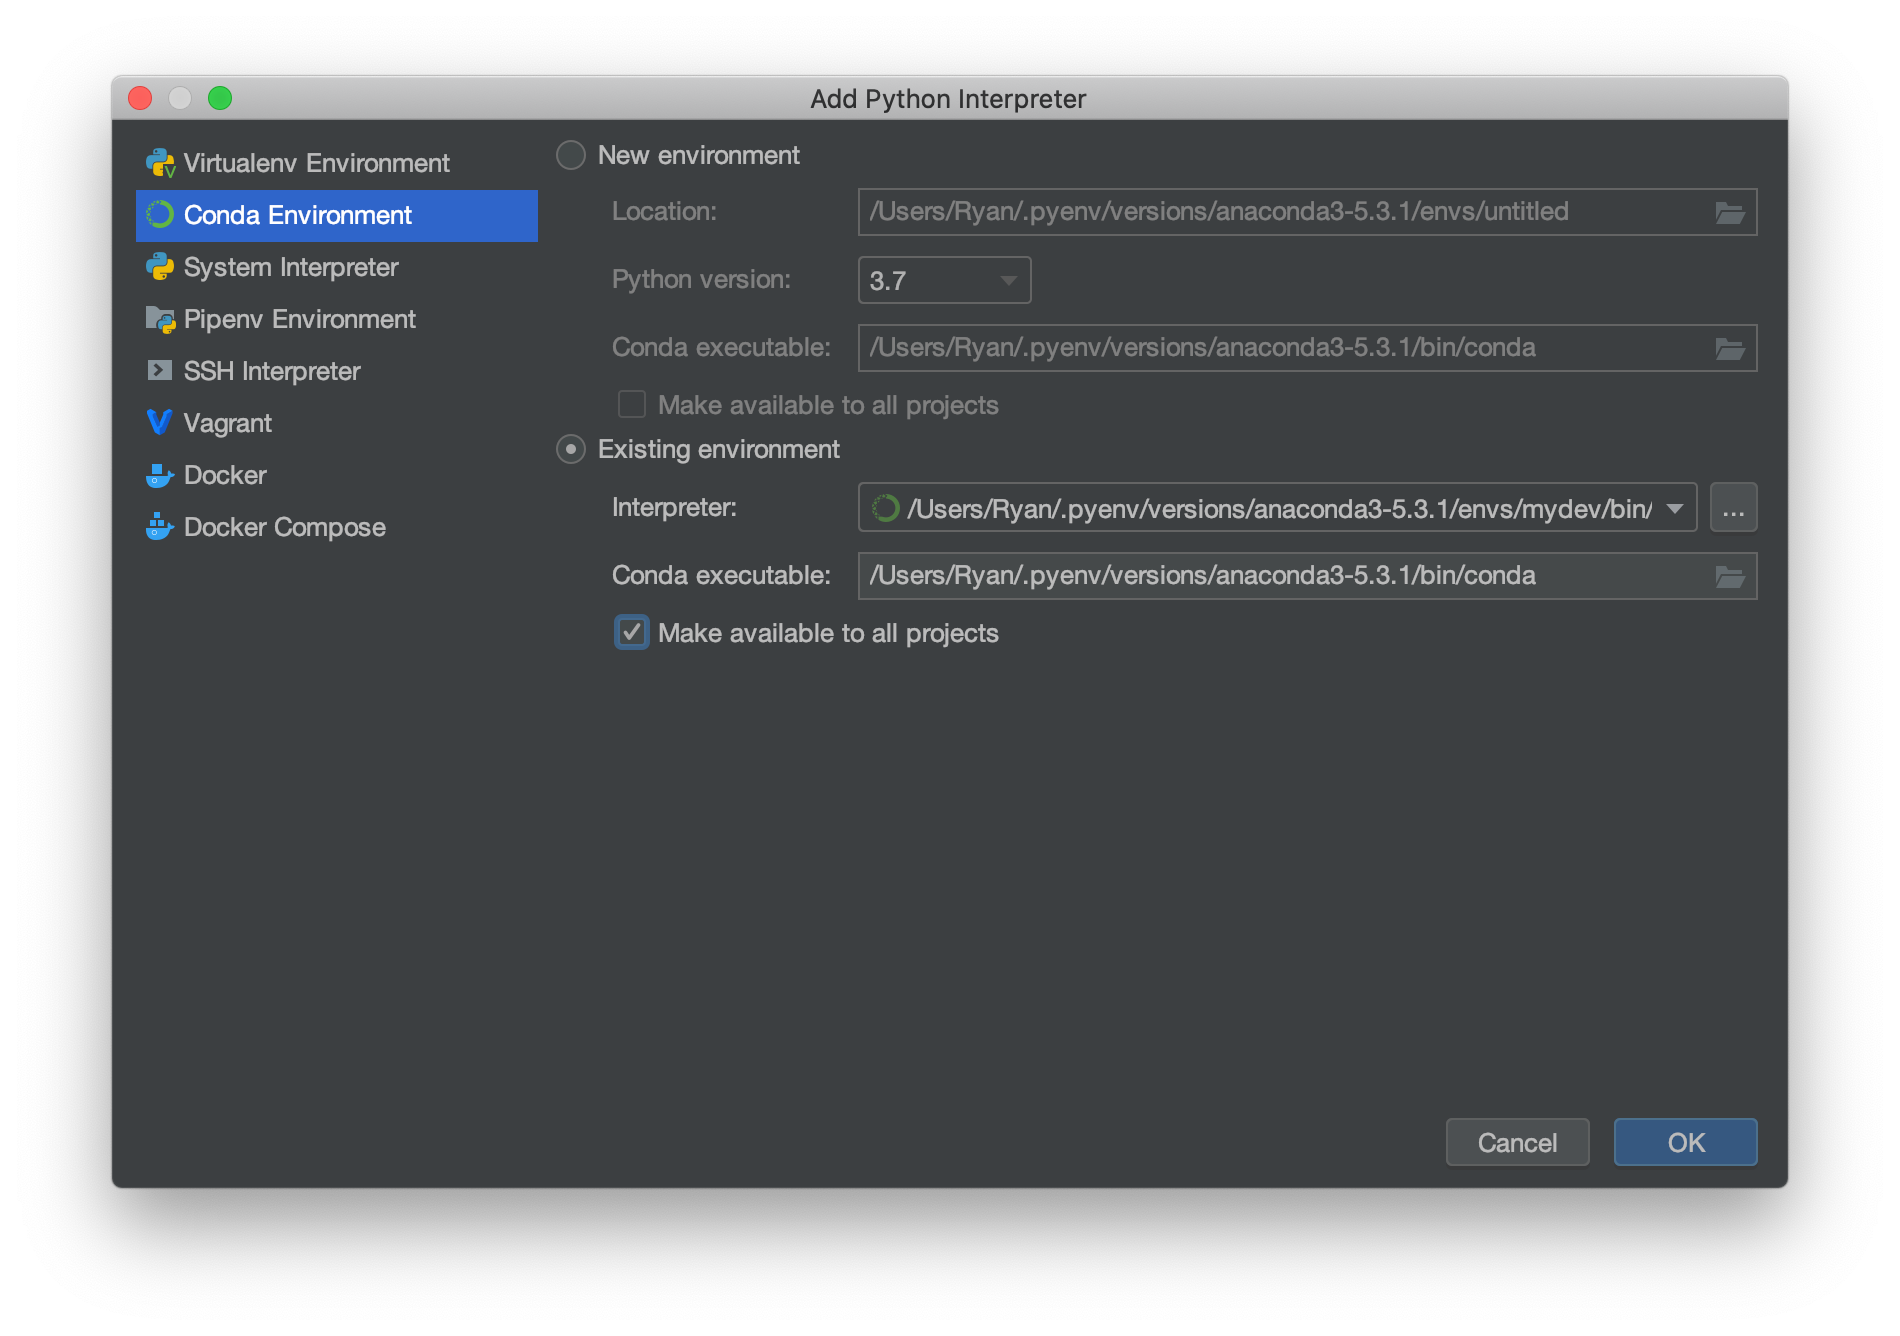 Add Python Interpreter
Virtualenv Environment
Conda Environment
System Interpreter
Pipenv Environment
SSH Interpreter
Vagrant
Docker
Docker Compose
New environment
Location: /Users/Ryan/.pyenv/versions/anaconda3-5.3.1/envs/untitled
Python version: 3.7
Conda executable: /Users/Ryan/.pyenv/versions/anaconda3-5.3.1/bin/conda
Make available to all projects
Existing environment
Interpreter: /Users/Ryan/.pyenv/versions/anaconda3-5.3.1/envs/mydev/bin/ ...
Conda executable: /Users/Ryan/.pyenv/versions/anaconda3-5.3.1/bin/conda
Make available to all projects
Cancel OK